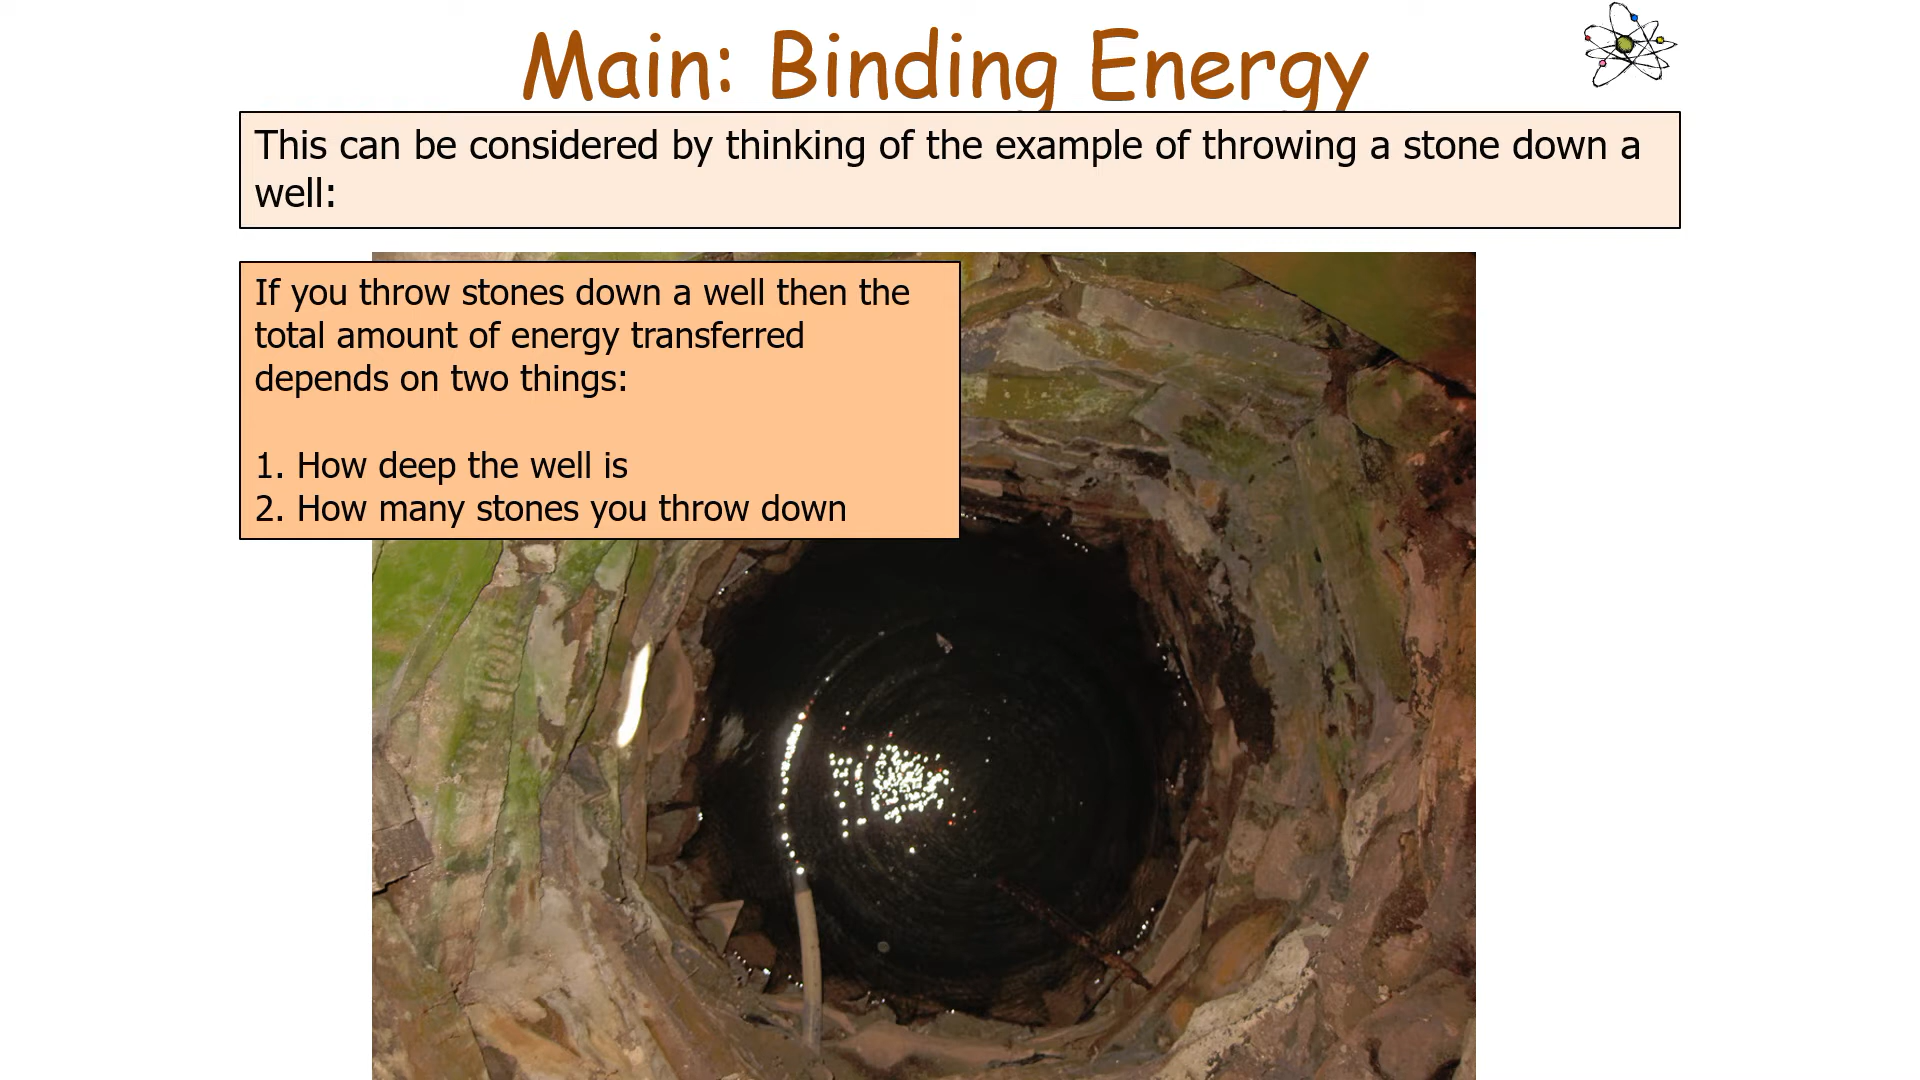 Main: Binding Energy
This can be considered by thinking of the example of throwing a stone down a
well:
If you throw stones down a well then the
total amount of energy transferred
depends on two things:
1. How deep the well is
2. How many stones you throw down